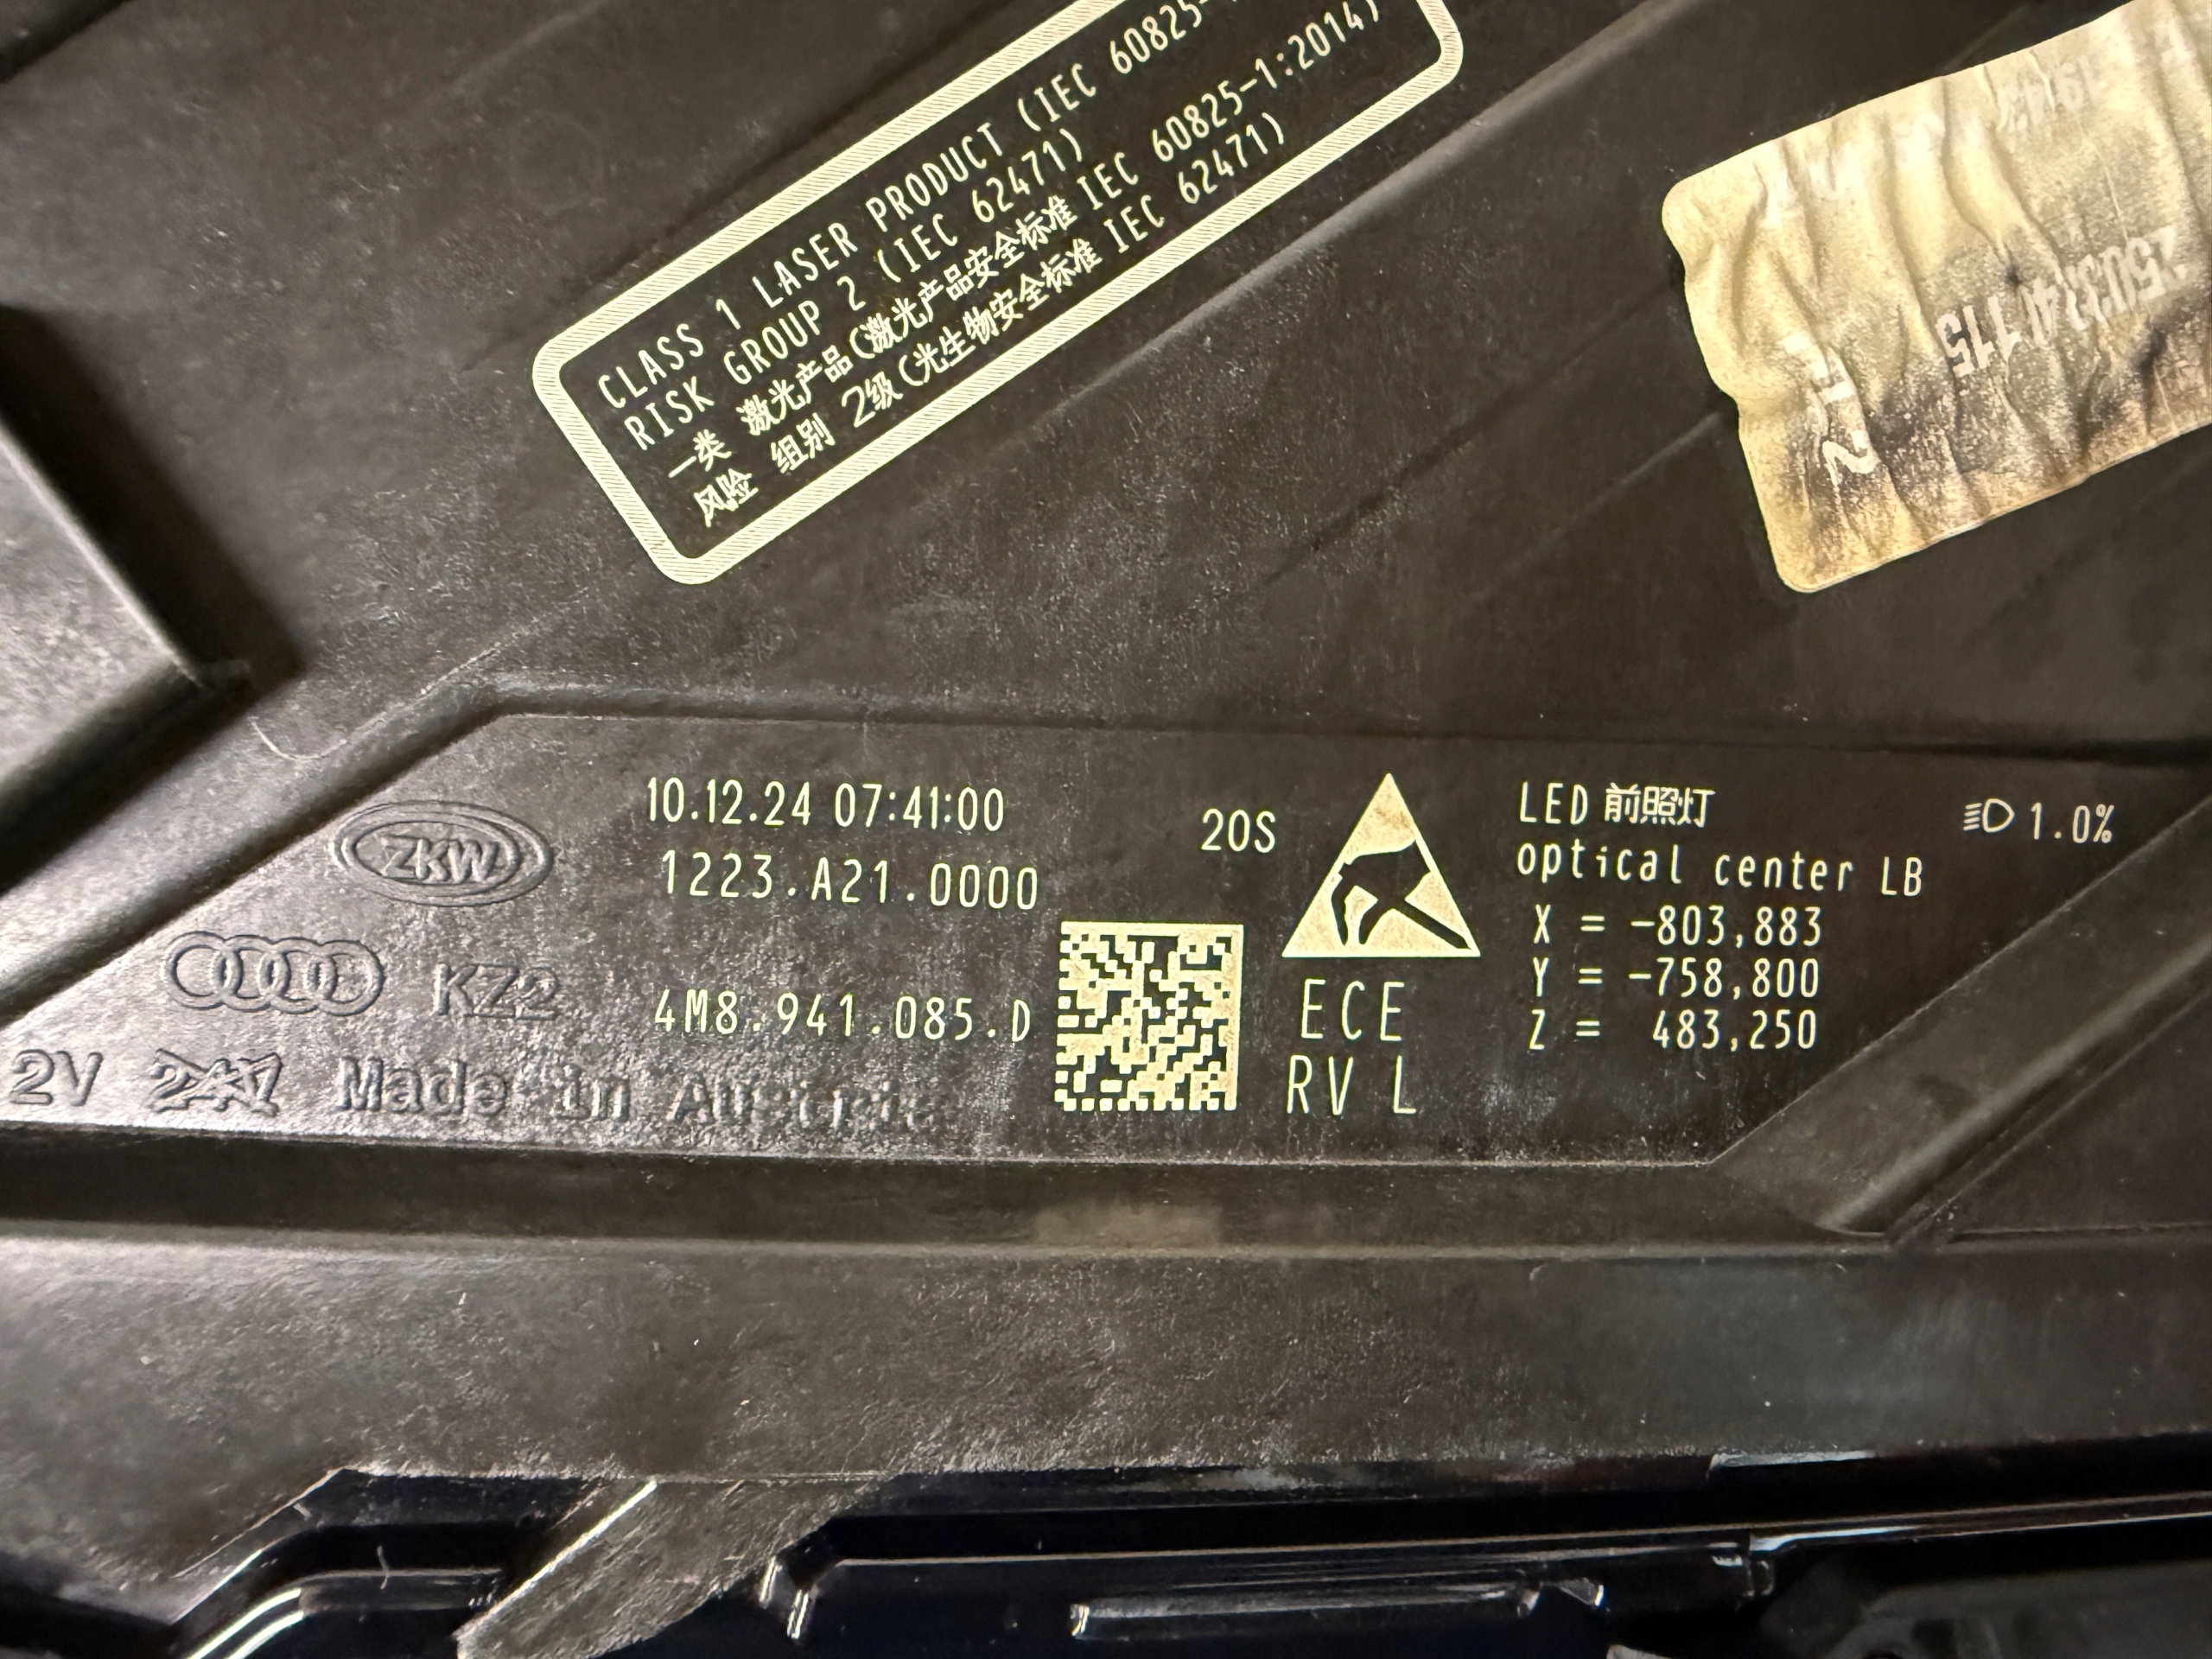 CLASS 1 LASER PRODUCT (IEC 60825-
RISK GROUP 2 (IEC 62471)
一类 激光产品(激光产品安全标准 IEC 60825-1:2014)
风险 组别 2级(光生物安全标准 IEC 62471)
10.12.24 07:41:00
1223.A21.0000
ZKW
KZ2
4M8.941.085.D
2V
Made in Austria
20S
ECE
RV L
LED 前照灯
1.0%
optical center LB
X = -803,883
Y = -758,800
Z = 483,250